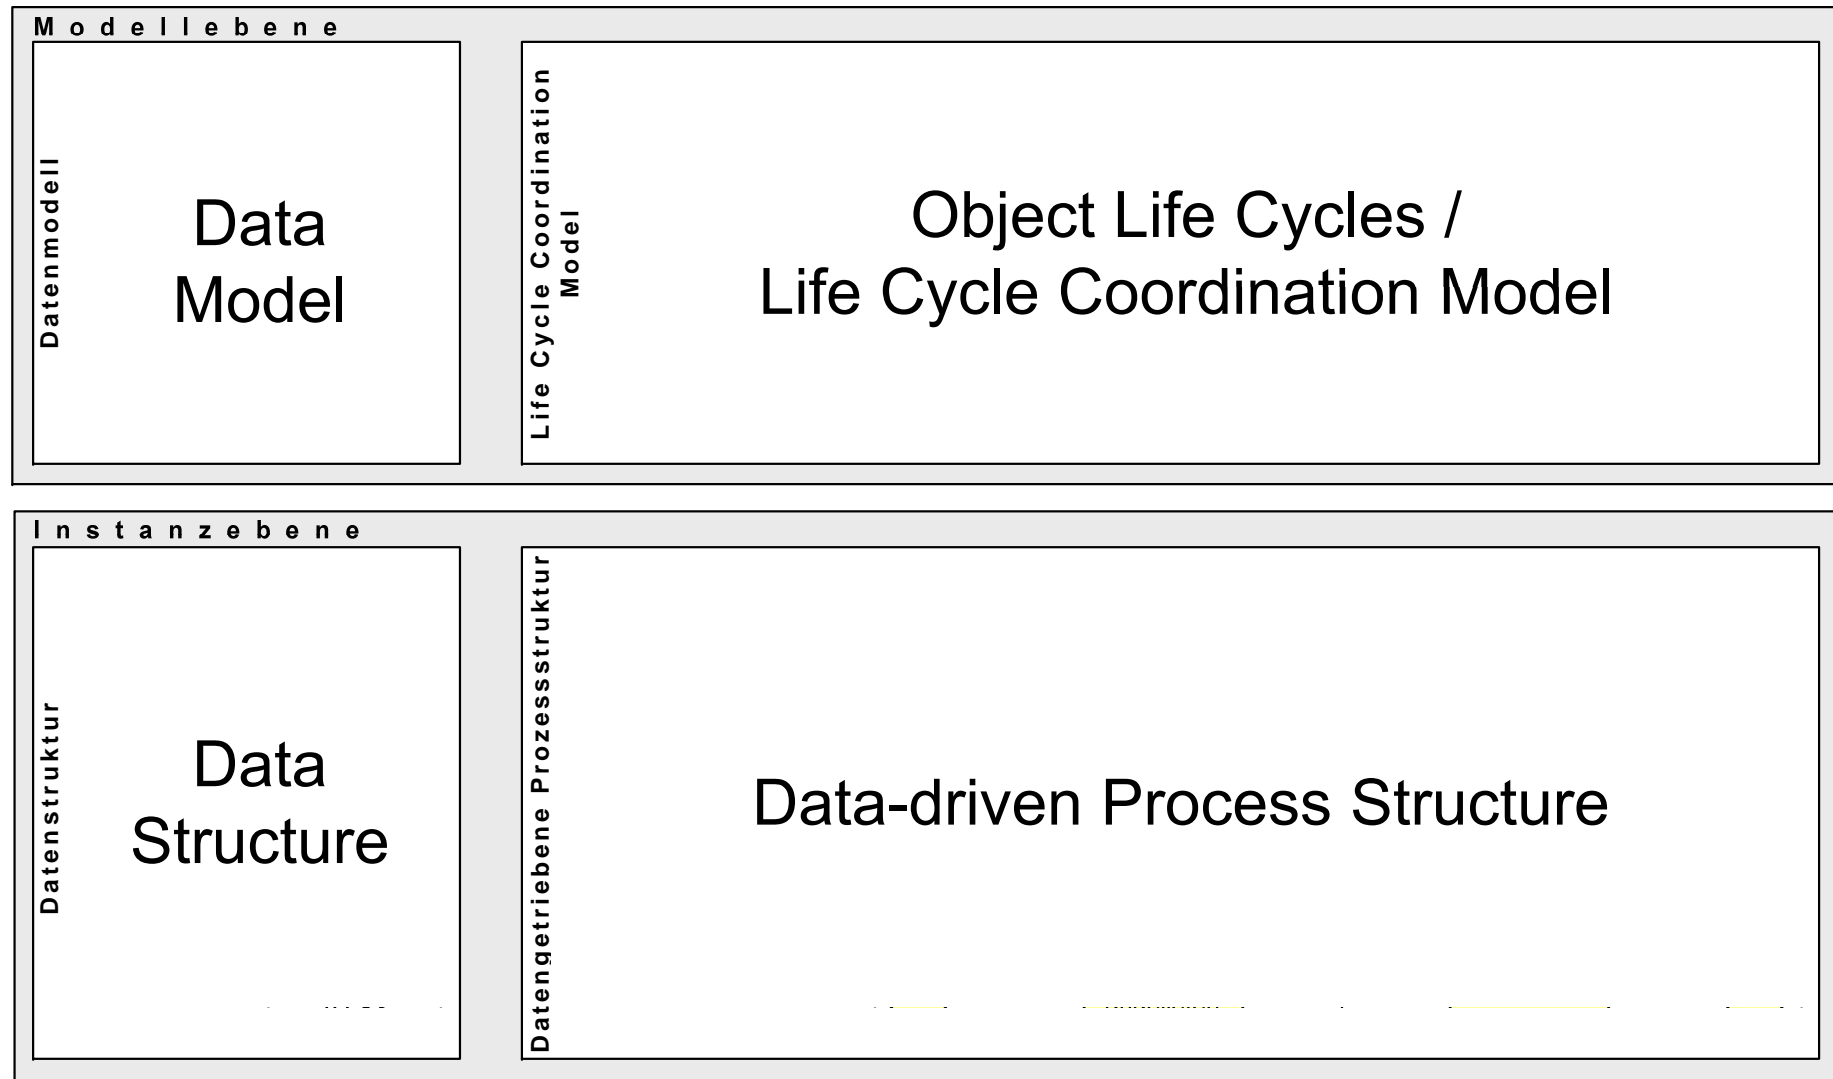 Modellebene
Datenmodell
Data
Model
Life Cycle Coordination
Model
Object Life Cycles /
Life Cycle Coordination Model
Instanzebene
Datenstruktur
Data
Structure
Datengetriebene Prozessstruktur
Data-driven Process Structure